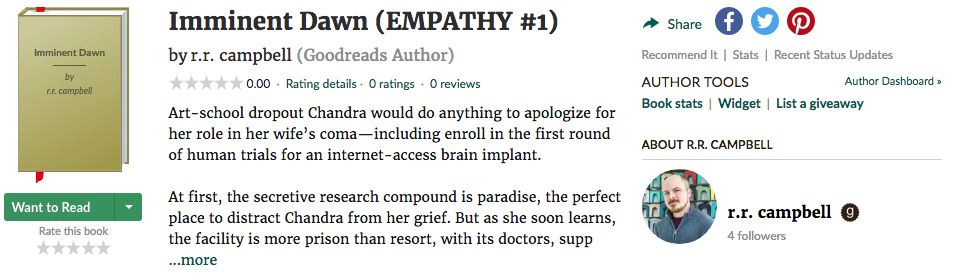 Imminent Dawn
by
r.r. campbell
Want to Read
Rate this book
Imminent Dawn (EMPATHY #1)
by r.r. campbell (Goodreads Author)
0.00 · Rating details · 0 ratings · 0 reviews
Art-school dropout Chandra would do anything to apologize for
her role in her wife’s coma—including enroll in the first round
of human trials for an internet-access brain implant.
At first, the secretive research compound is paradise, the perfect
place to distract Chandra from her grief. But as she soon learns,
the facility is more prison than resort, with its doctors, supp
...more
Share
Recommend It | Stats | Recent Status Updates
AUTHOR TOOLS
Author Dashboard »
Book stats | Widget | List a giveaway
ABOUT R.R. CAMPBELL
r.r. campbell g
4 followers